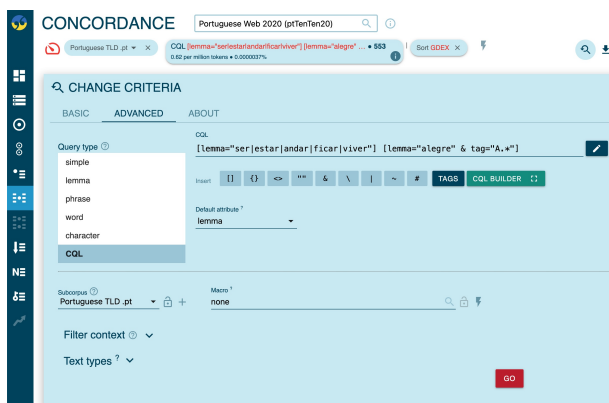 CONCORDANCE
Portuguese Web 2020 (ptTenTen20)
Portuguese TLD .pt
CQL [lemma="ser|estar|andar|ficar|viver"] [lemma="alegre" ... • 553
0.62 per million tokens • 0.0000037%
Sort GDEX ×
CHANGE CRITERIA
BASIC ADVANCED ABOUT
Query type ?
simple
lemma
phrase
word
character
CQL
CQL
[lemma="ser|estar|andar|ficar|viver"] [lemma="alegre" & tag="A.*"]
Insert [] {} <> "" & \ | ~ # TAGS CQL BUILDER
Default attribute ?
lemma
Subcorpus ?
Portuguese TLD .pt
Macro ?
none
Filter context ?
Text types ?
GO
N